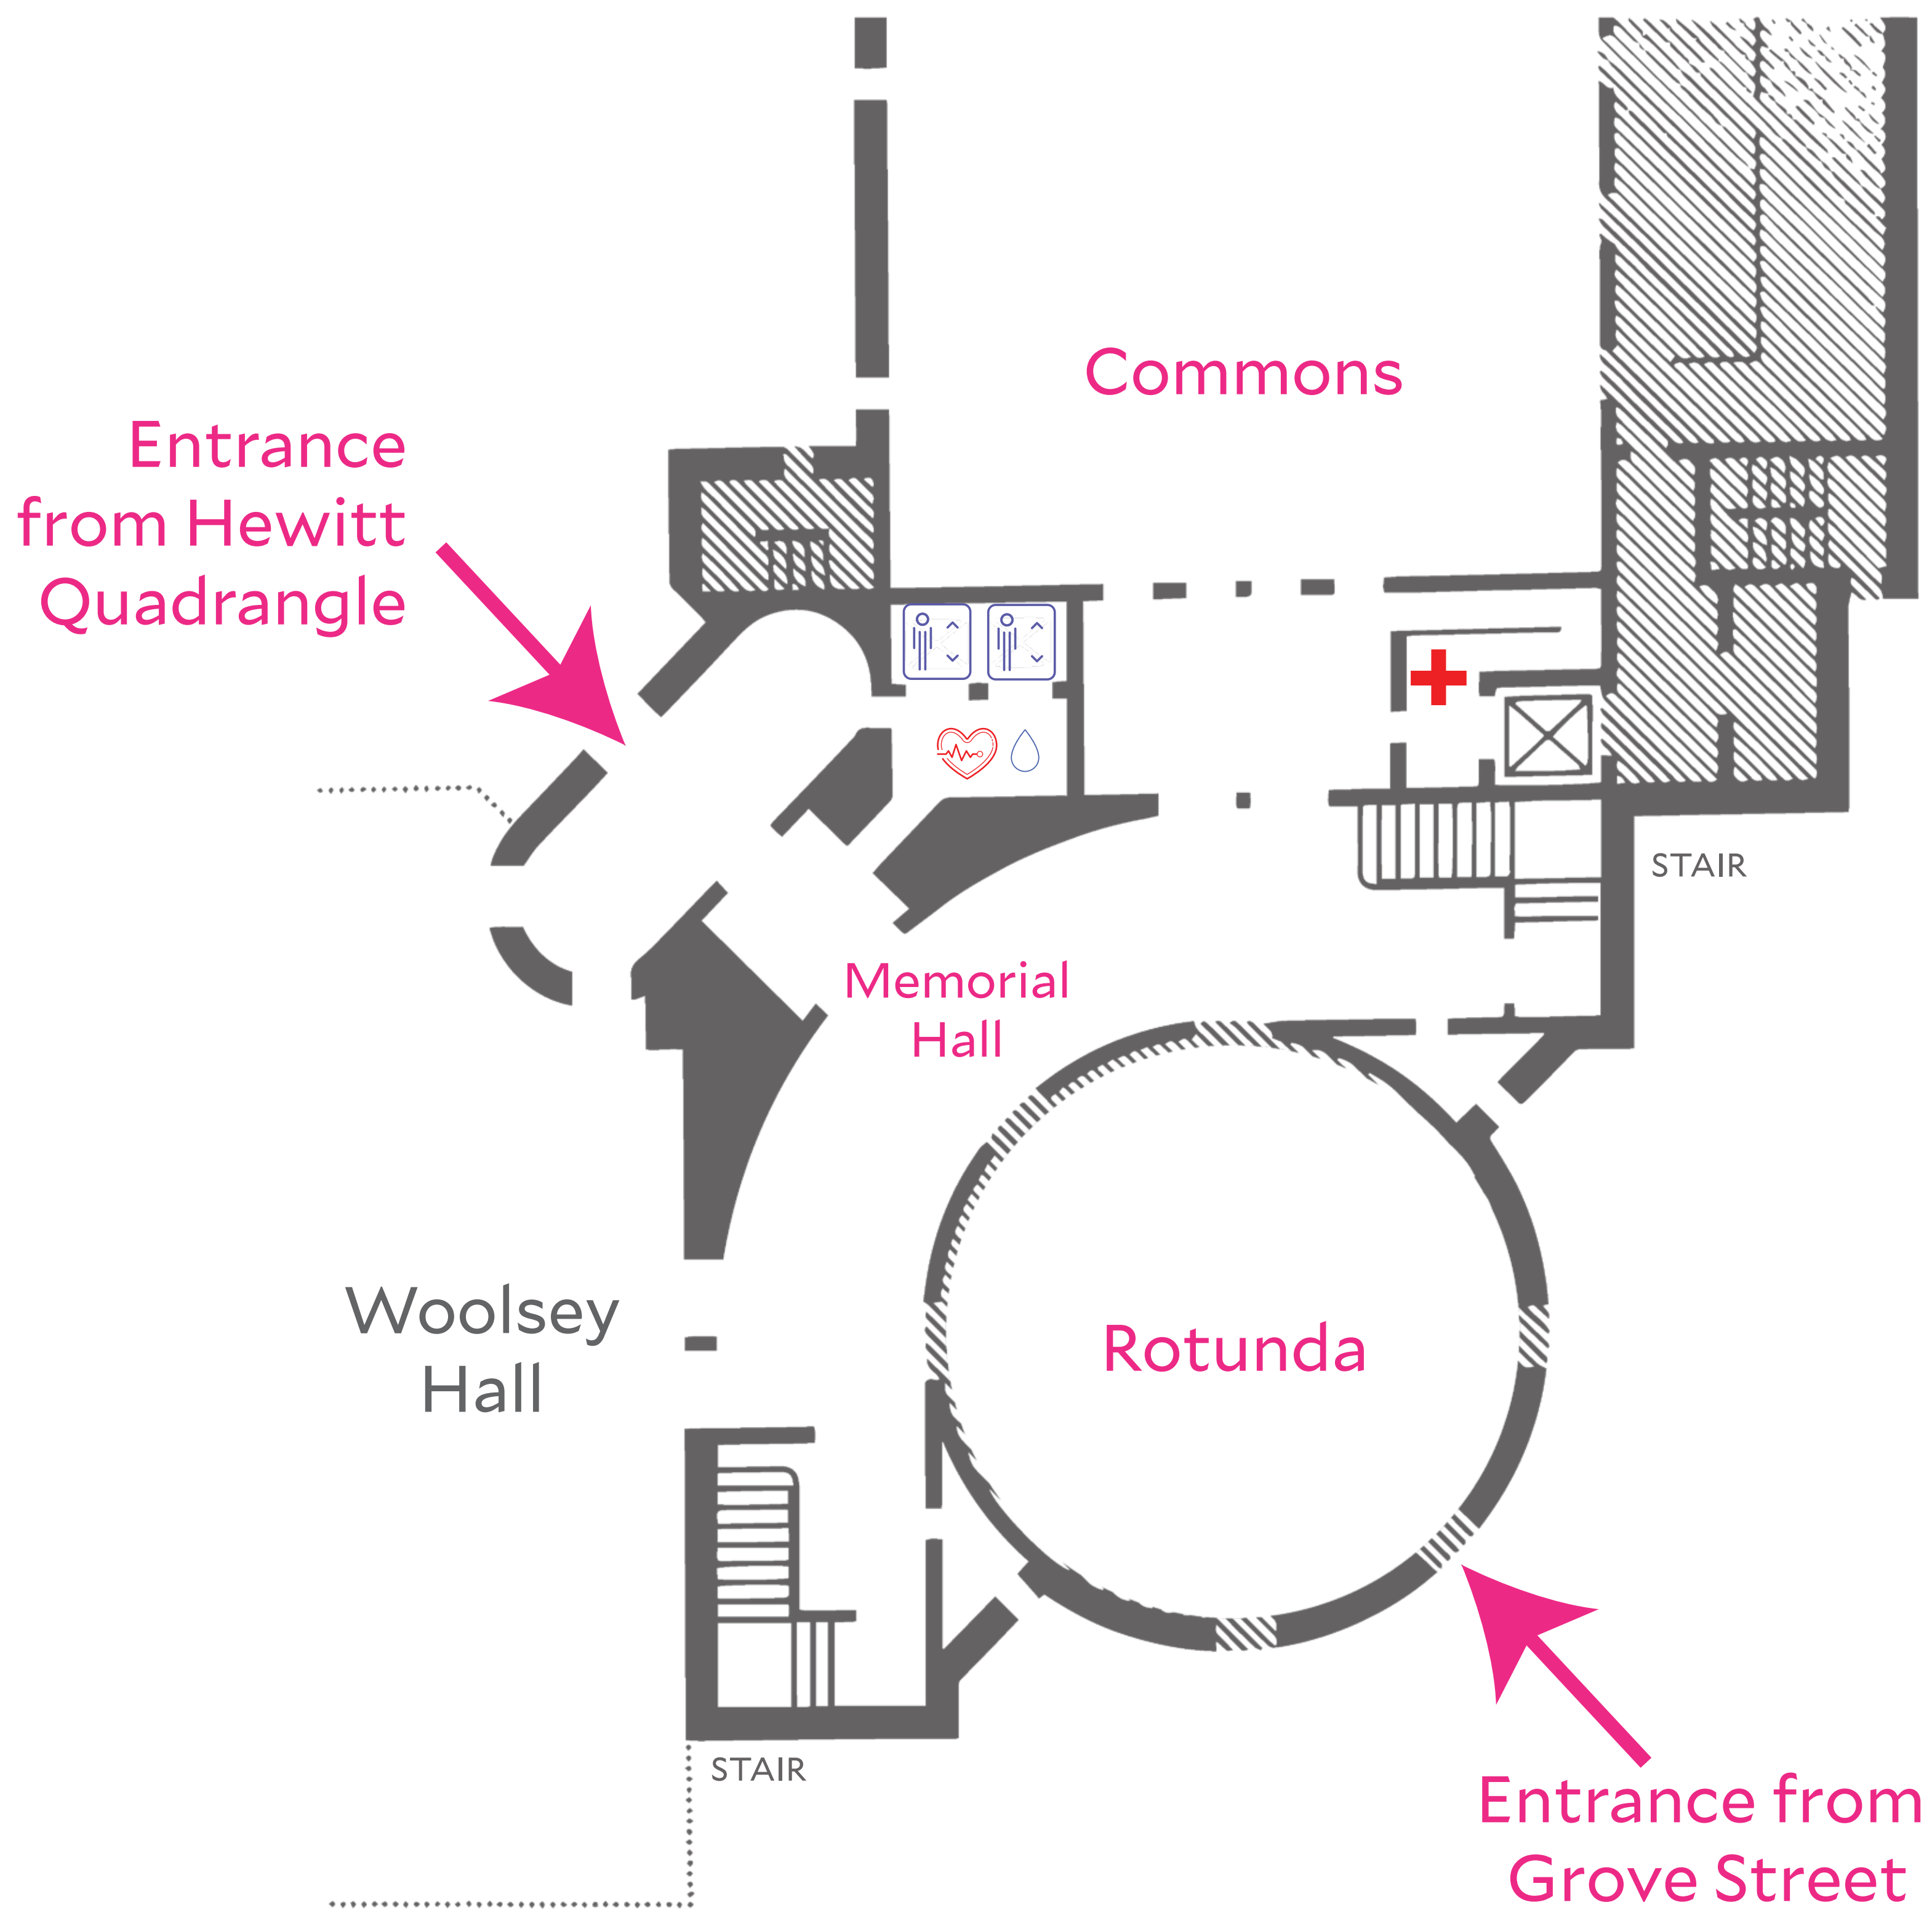 Commons
Entrance
from Hewitt
Quadrangle
STAIR
Memorial
Hall
Woolsey
Hall
Rotunda
STAIR
Entrance from
Grove Street